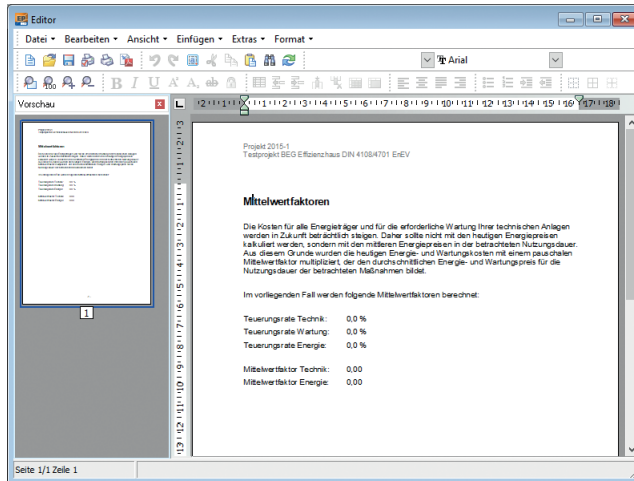 Editor
Datei Bearbeiten Ansicht Einfügen Extras Format
Arial
Vorschau
Projekt 2015-1
Testprojekt BEG Effizienzhaus DIN 4108/4701 EnEV
Mittelwertfaktoren
Die Kosten für alle Energieträger und für die erforderliche Wartung Ihrer technischen Anlagen
werden in Zukunft beträchtlich steigen. Daher sollte nicht mit den heutigen Energiepreisen
kalkuliert werden, sondern mit den mittleren Energiepreisen in der betrachteten Nutzungsdauer.
Aus diesem Grunde wurden die heutigen Energie- und Wartungskosten mit einem pauschalen
Mittelwertfaktor multipliziert, der den durchschnittlichen Energie- und Wartungspreis für die
Nutzungsdauer der betrachteten Maßnahmen bildet.
Im vorliegenden Fall werden folgende Mittelwertfaktoren berechnet:
Teuerungsrate Technik: 0,0 %
Teuerungsrate Wartung: 0,0 %
Teuerungsrate Energie: 0,0 %
Mittelwertfaktor Technik: 0,00
Mittelwertfaktor Energie: 0,00
1
Seite 1/1 Zeile 1